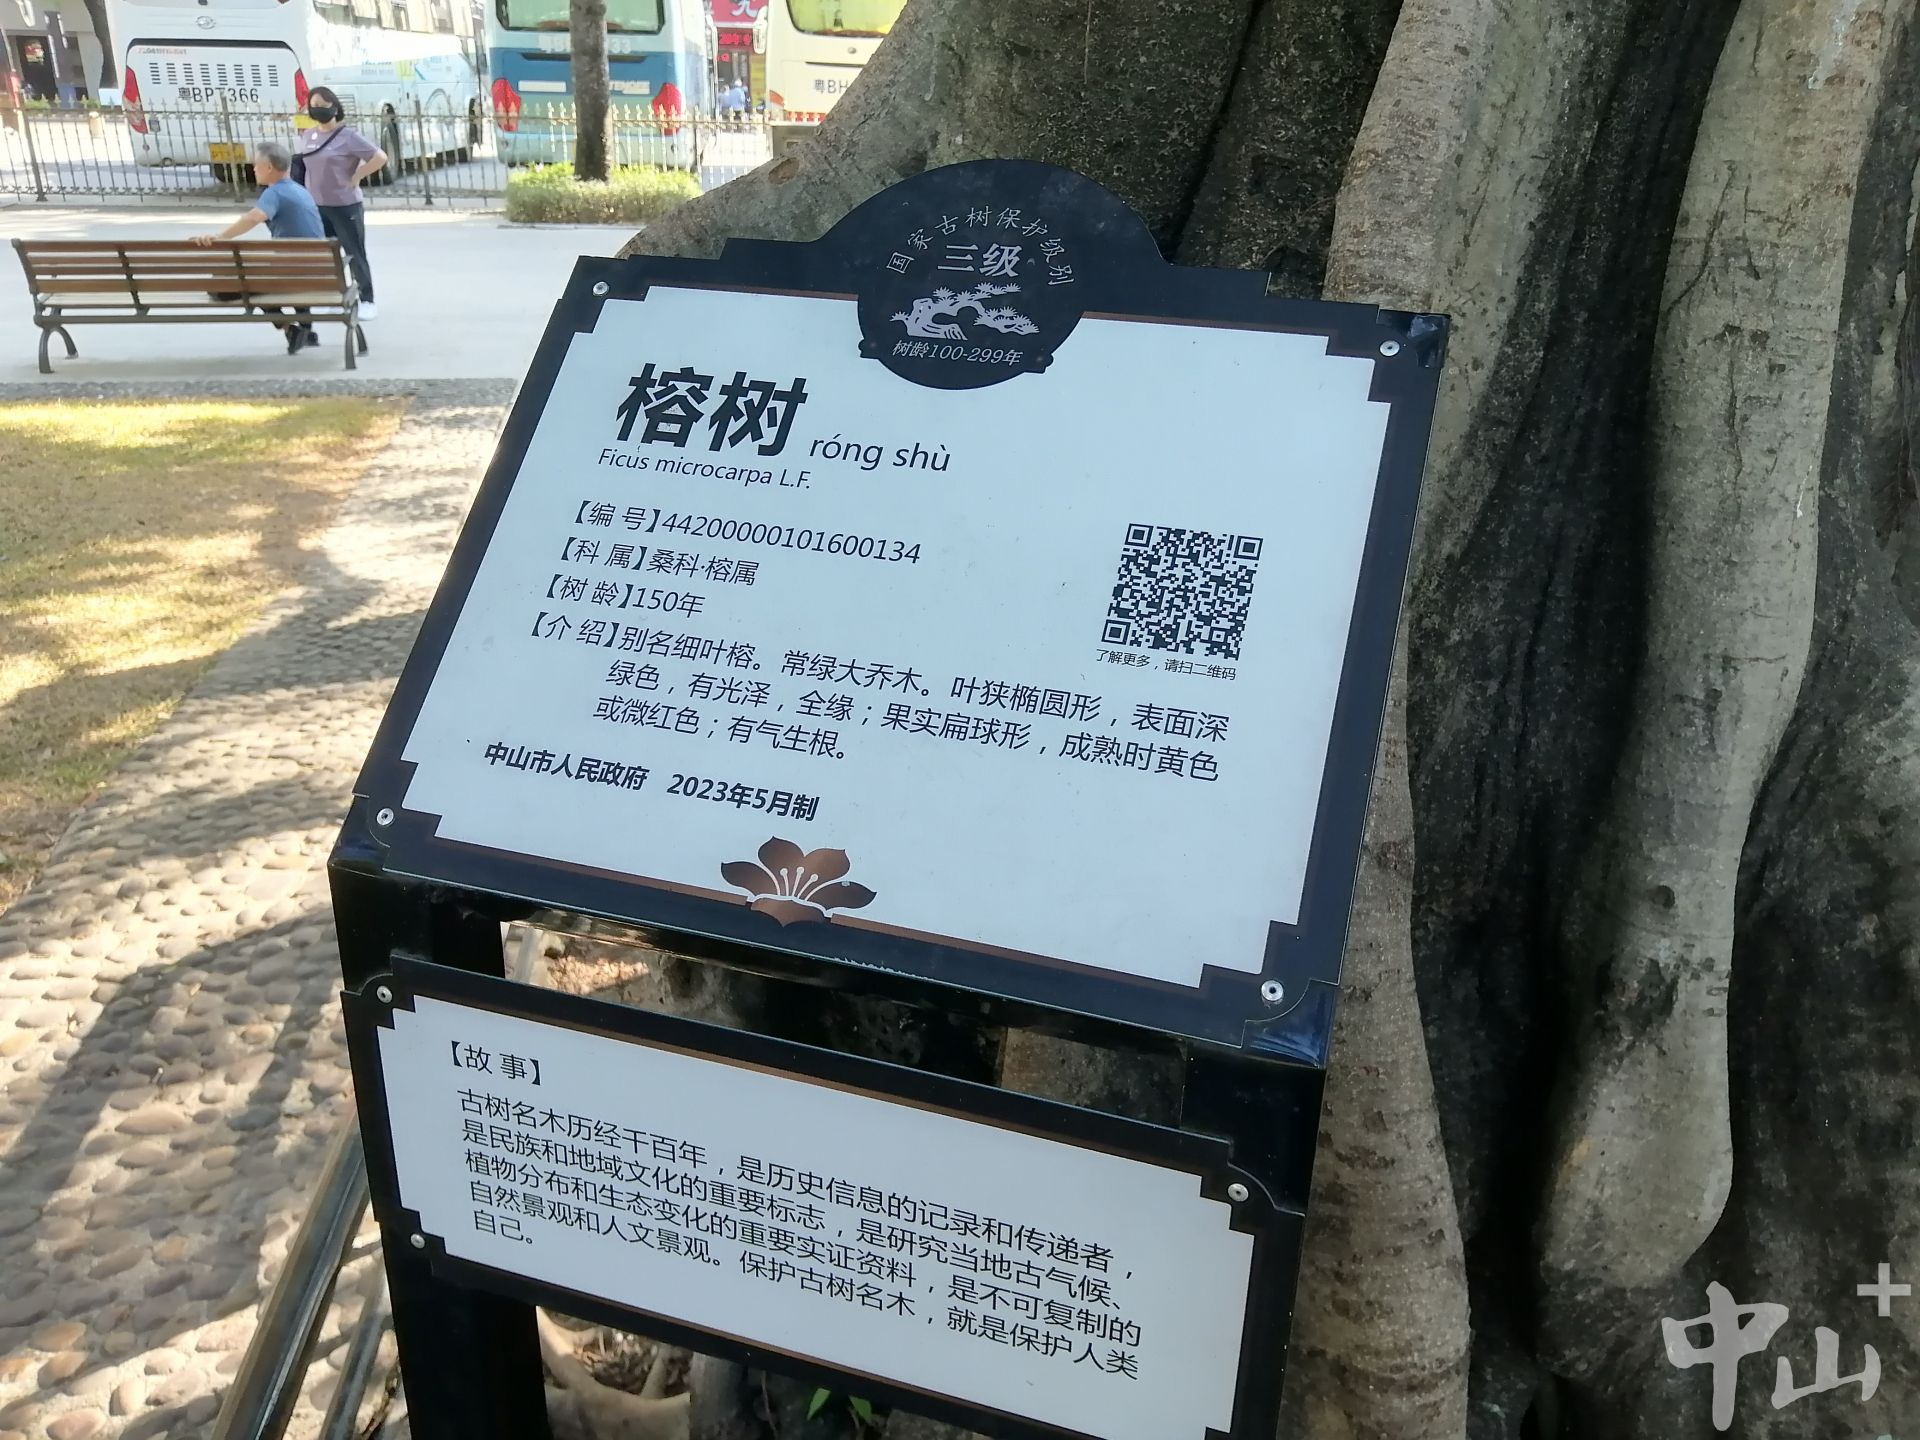 粤BPT366
粤BH
国家古树保护级别
三级
树龄100-299年
榕树 róng shù
Ficus microcarpa L.F.
【编 号】44200000101600134
【科 属】桑科·榕属
【树 龄】150年
【介 绍】别名细叶榕。常绿大乔木。叶狭椭圆形，表面深
绿色，有光泽，全缘；果实扁球形，成熟时黄色
或微红色；有气生根。
了解更多，请扫二维码
中山市人民政府 2023年5月制
【故 事】
古树名木历经千百年，是历史信息的记录和传递者，
是民族和地域文化的重要标志，是研究当地古气候、
植物分布和生态变化的重要实证资料，是不可复制的
自然景观和人文景观。保护古树名木，就是保护人类
自己。
中山+